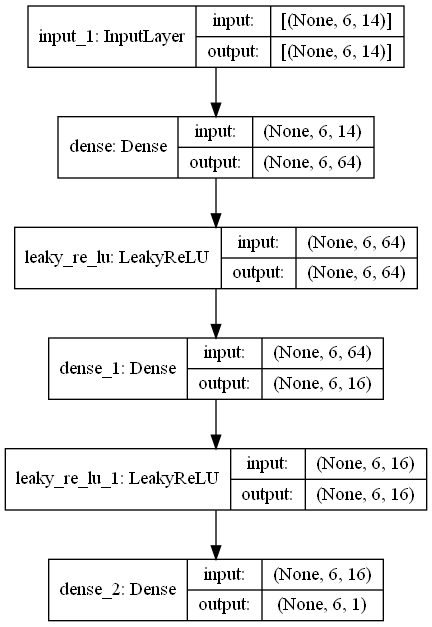 input_1: InputLayer
input:
[(None, 6, 14)]
output:
[(None, 6, 14)]
dense: Dense
input:
(None, 6, 14)
output:
(None, 6, 64)
leaky_re_lu: LeakyReLU
input:
(None, 6, 64)
output:
(None, 6, 64)
dense_1: Dense
input:
(None, 6, 64)
output:
(None, 6, 16)
leaky_re_lu_1: LeakyReLU
input:
(None, 6, 16)
output:
(None, 6, 16)
dense_2: Dense
input:
(None, 6, 16)
output:
(None, 6, 1)